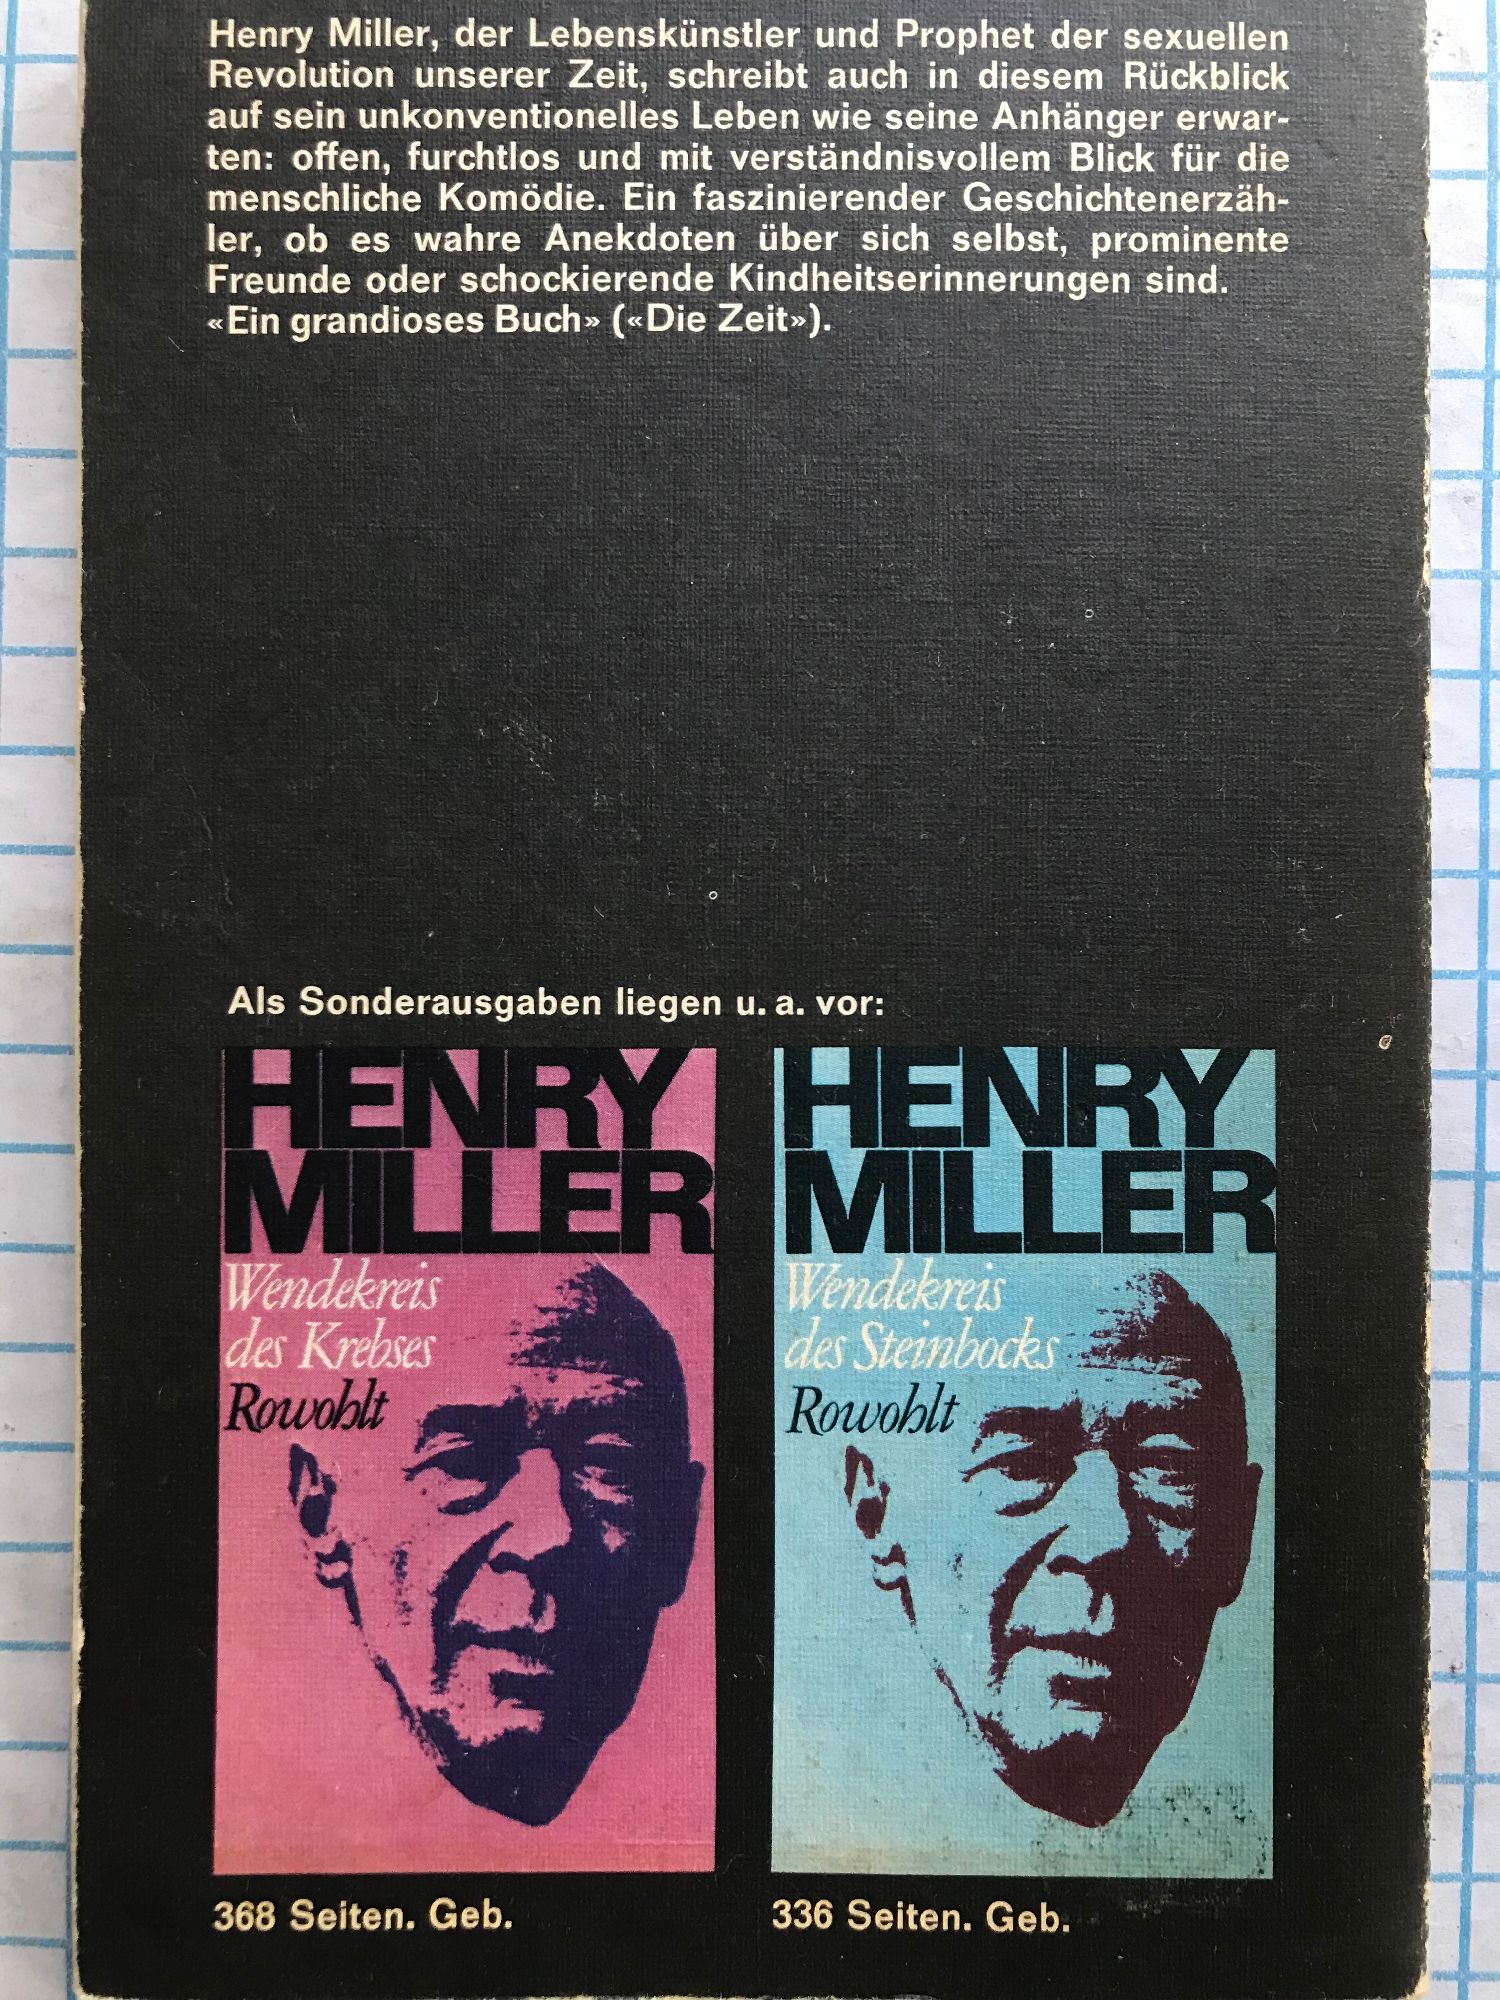 Henry Miller, der Lebenskünstler und Prophet der sexuellen
Revolution unserer Zeit, schreibt auch in diesem Rückblick
auf sein unkonventionelles Leben wie seine Anhänger erwar-
ten: offen, furchtlos und mit verständnisvollem Blick für die
menschliche Komödie. Ein faszinierender Geschichtenerzäh-
ler, ob es wahre Anekdoten über sich selbst, prominente
Freunde oder schockierende Kindheitserinnerungen sind.
«Ein grandioses Buch» («Die Zeit»).
Als Sonderausgaben liegen u. a. vor:
HENRY
MILLER
Wendekreis
des Krebses
Rowohlt
368 Seiten. Geb.
HENRY
MILLER
Wendekreis
des Steinbocks
Rowohlt
336 Seiten. Geb.